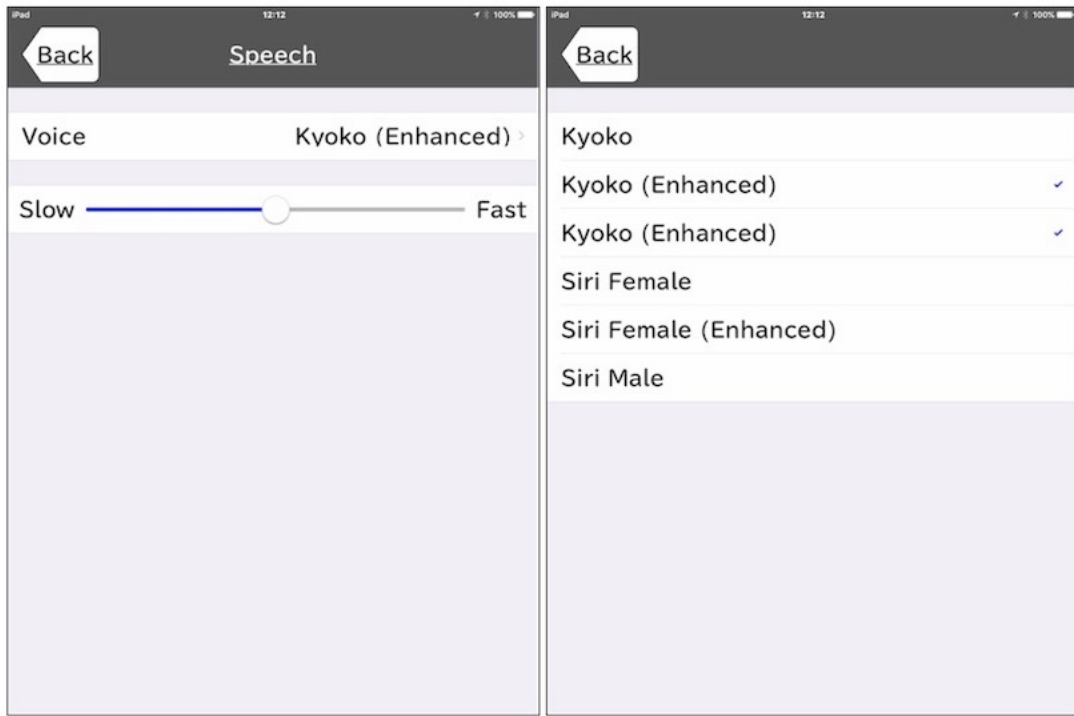 iPad 12:12 100%
Back Speech
Voice Kyoko (Enhanced) >
Slow Fast
iPad 12:12 100%
Back
Kyoko
Kyoko (Enhanced)
Kyoko (Enhanced)
Siri Female
Siri Female (Enhanced)
Siri Male